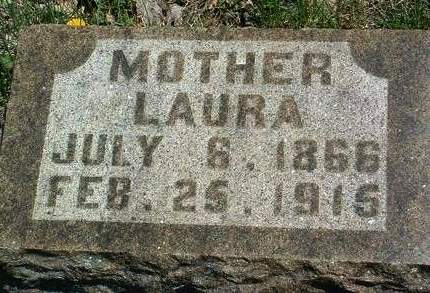 MOTHER
LAURA
JULY 6. 1866
FEB. 25. 1915